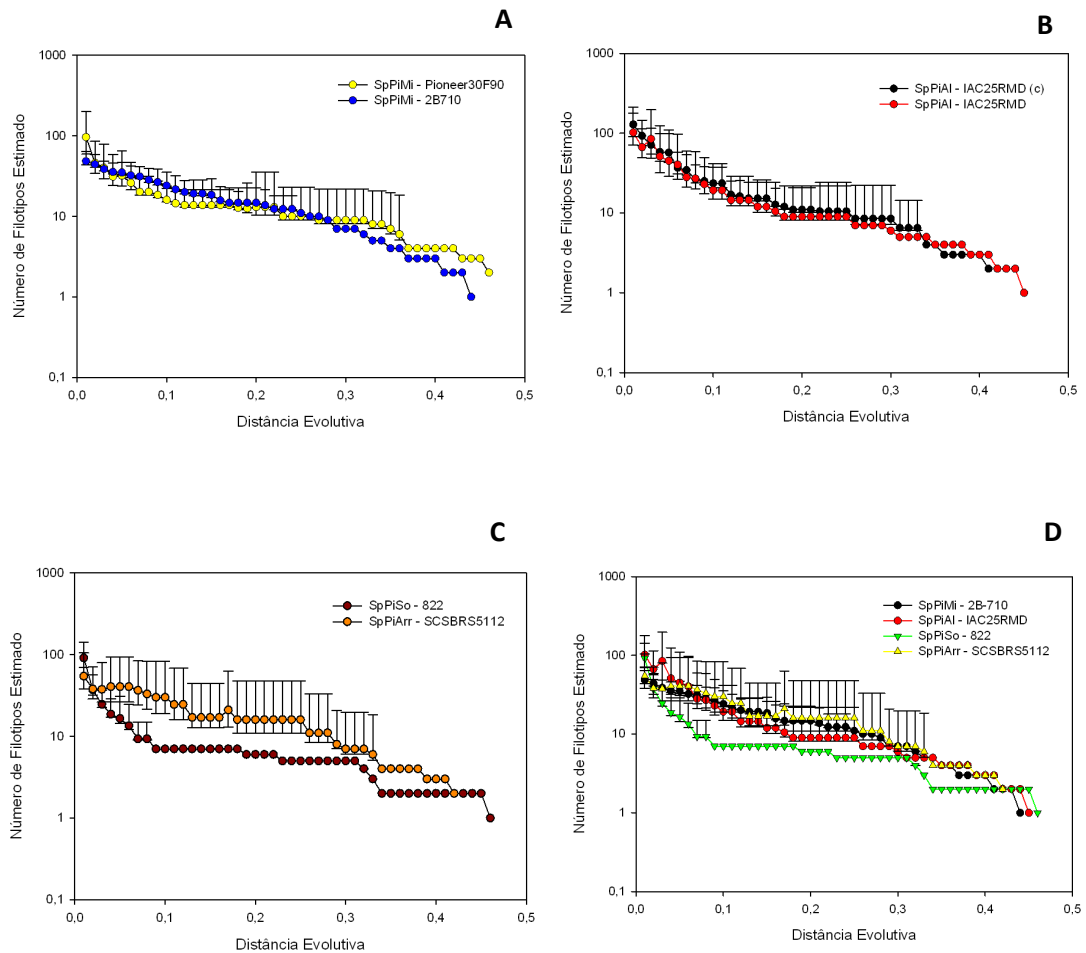 A
1000
100
10
1
0,1
0,0
0,1
0,2
0,3
0,4
0,5
Número de Filotipos Estimado
Distância Evolutiva
SpPiMi - Pioneer30F90
SpPiMi - 2B710
B
1000
100
10
1
0,1
0,0
0,1
0,2
0,3
0,4
0,5
Número de Filotipos Estimado
Distância Evolutiva
SpPiAl - IAC25RMD (c)
SpPiAl - IAC25RMD
C
1000
100
10
1
0,1
0,0
0,1
0,2
0,3
0,4
0,5
Número de Filotipos Estimado
Distância Evolutiva
SpPiSo - 822
SpPiArr - SCSBRS5112
D
1000
100
10
1
0,1
0,0
0,1
0,2
0,3
0,4
0,5
Número de Filotipos Estimado
Distância Evolutiva
SpPiMi - 2B-710
SpPiAl - IAC25RMD
SpPiSo - 822
SpPiArr - SCSBRS5112